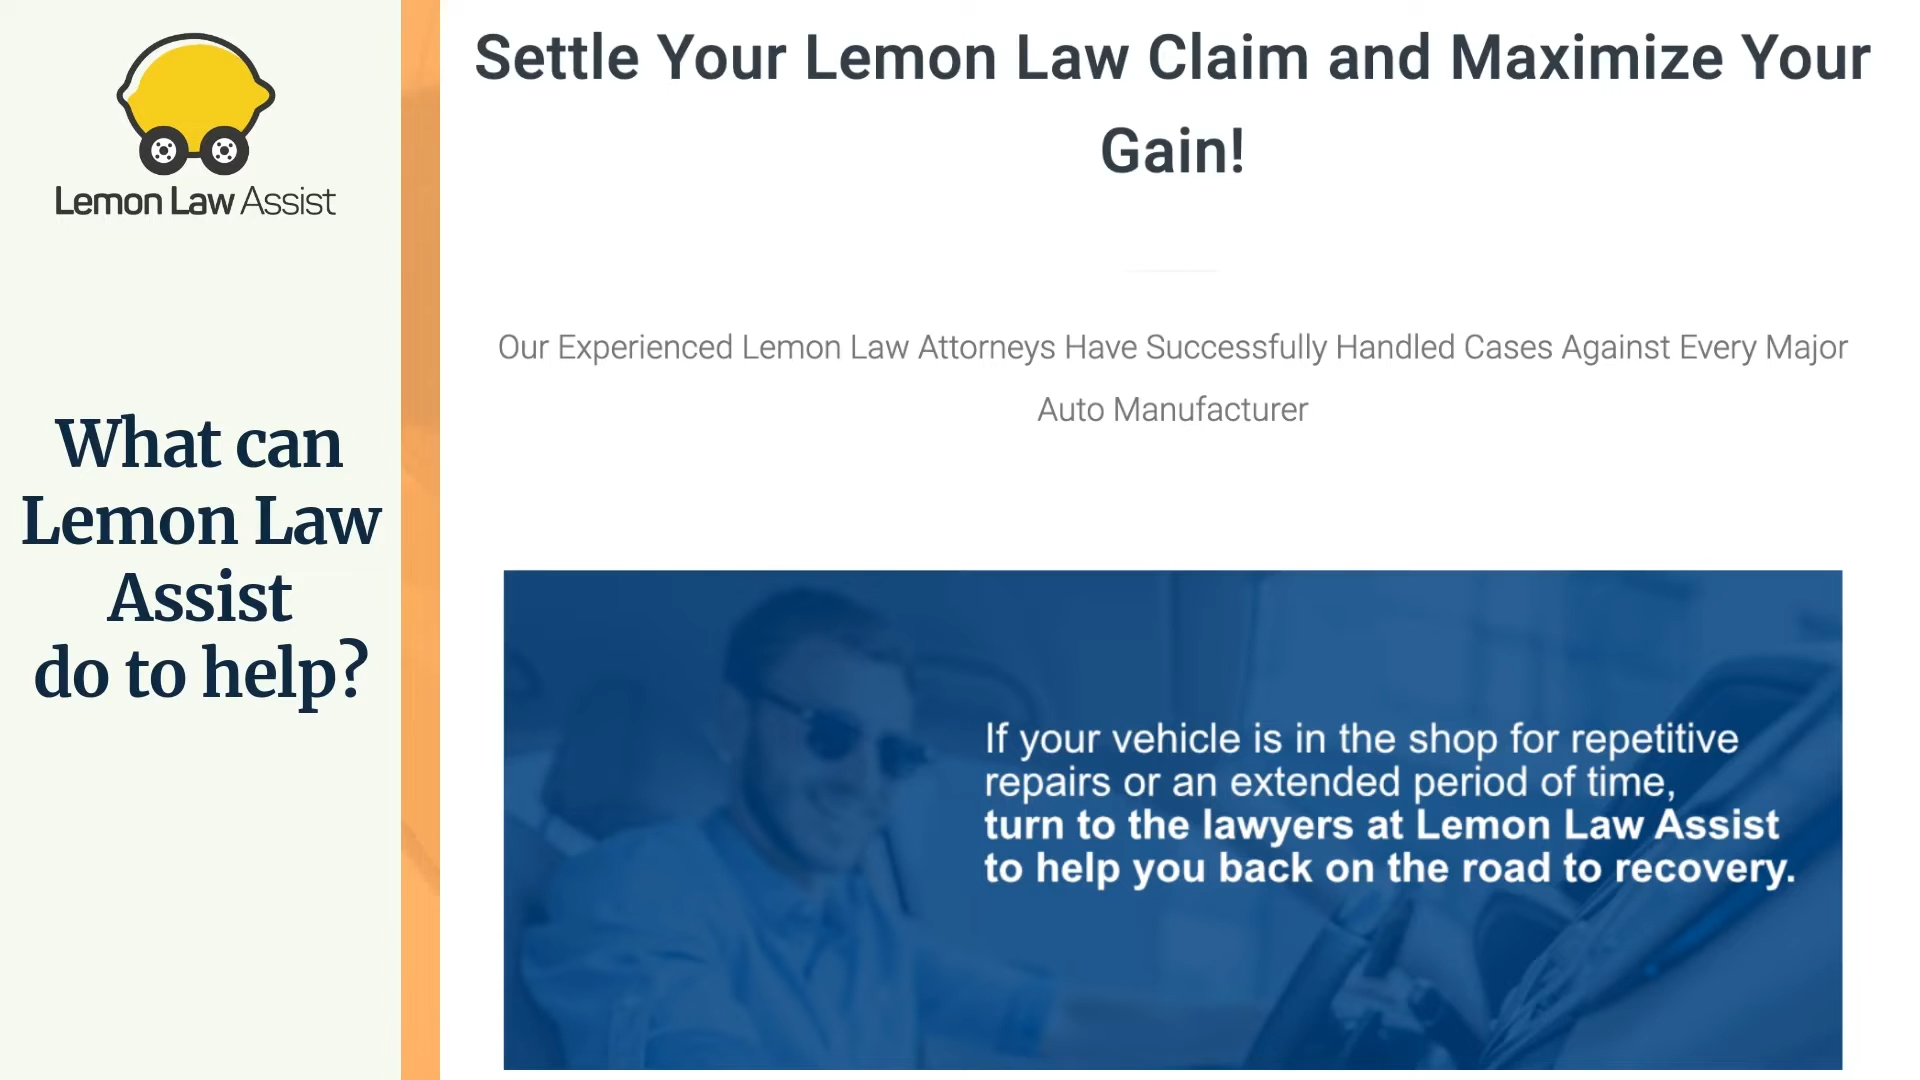 Lemon Law Assist
What can
Lemon Law
Assist
do to help?
Settle Your Lemon Law Claim and Maximize Your
Gain!
Our Experienced Lemon Law Attorneys Have Successfully Handled Cases Against Every Major
Auto Manufacturer
If your vehicle is in the shop for repetitive
repairs or an extended period of time,
turn to the lawyers at Lemon Law Assist
to help you back on the road to recovery.